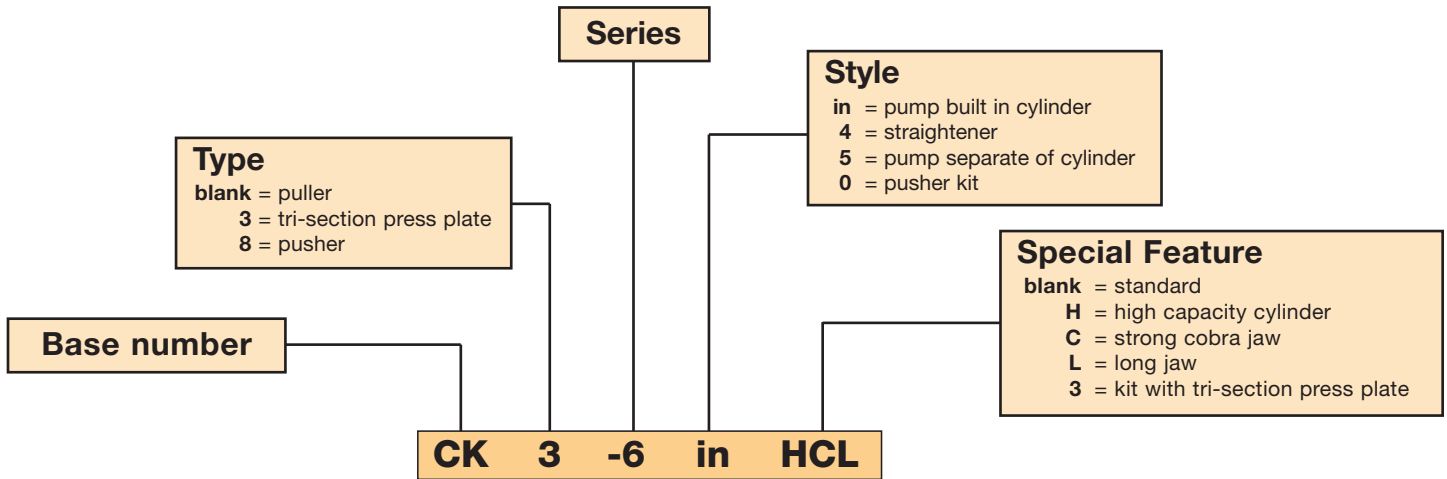 Series
Style
in = pump built in cylinder
4 = straightener
5 = pump separate of cylinder
0 = pusher kit
Type
blank = puller
3 = tri-section press plate
8 = pusher
Special Feature
blank = standard
H = high capacity cylinder
C = strong cobra jaw
L = long jaw
3 = kit with tri-section press plate
Base number
CK 3 -6 in HCL